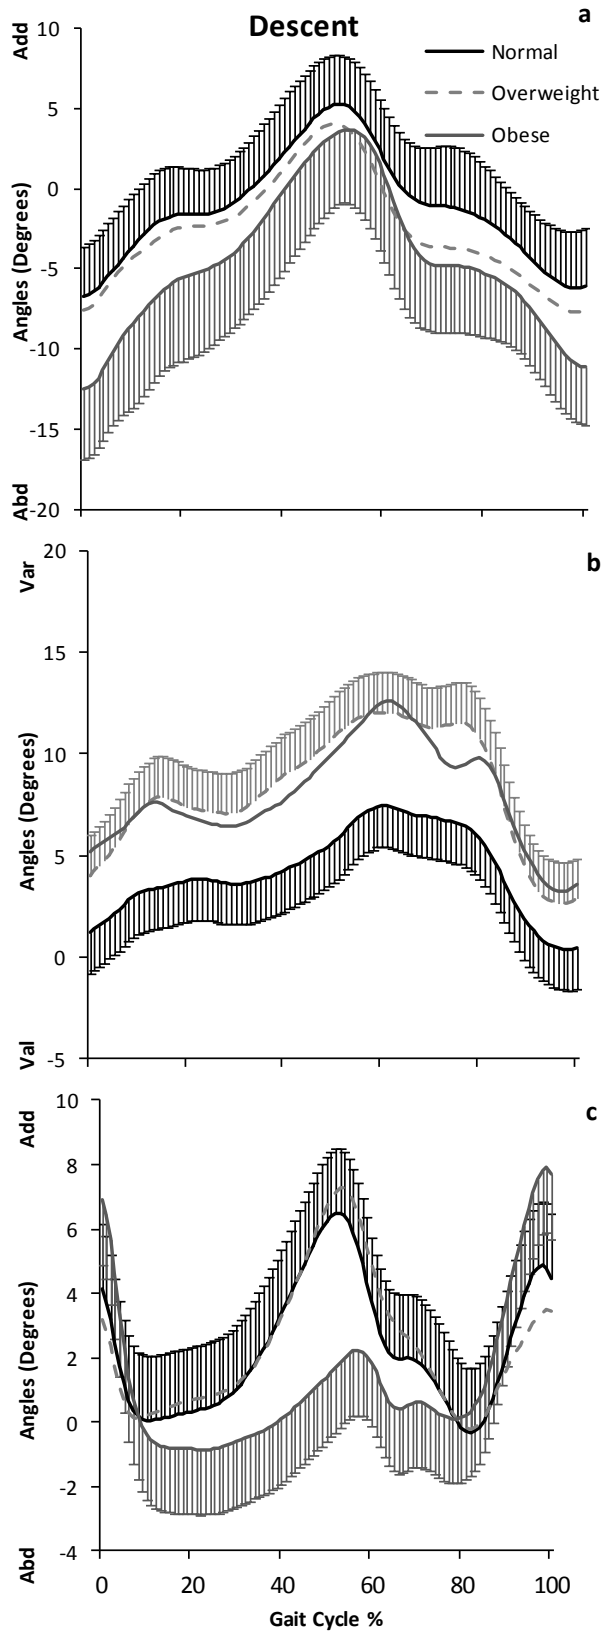 Descent
a
Add
Angles (Degrees)
Abd
10
5
0
-5
-10
-15
-20
Normal
Overweight
Obese
b
Var
Angles (Degrees)
Val
20
15
10
5
0
-5
c
Add
Angles (Degrees)
Abd
10
8
6
4
2
0
-2
-4
0 20 40 60 80 100
Gait Cycle %